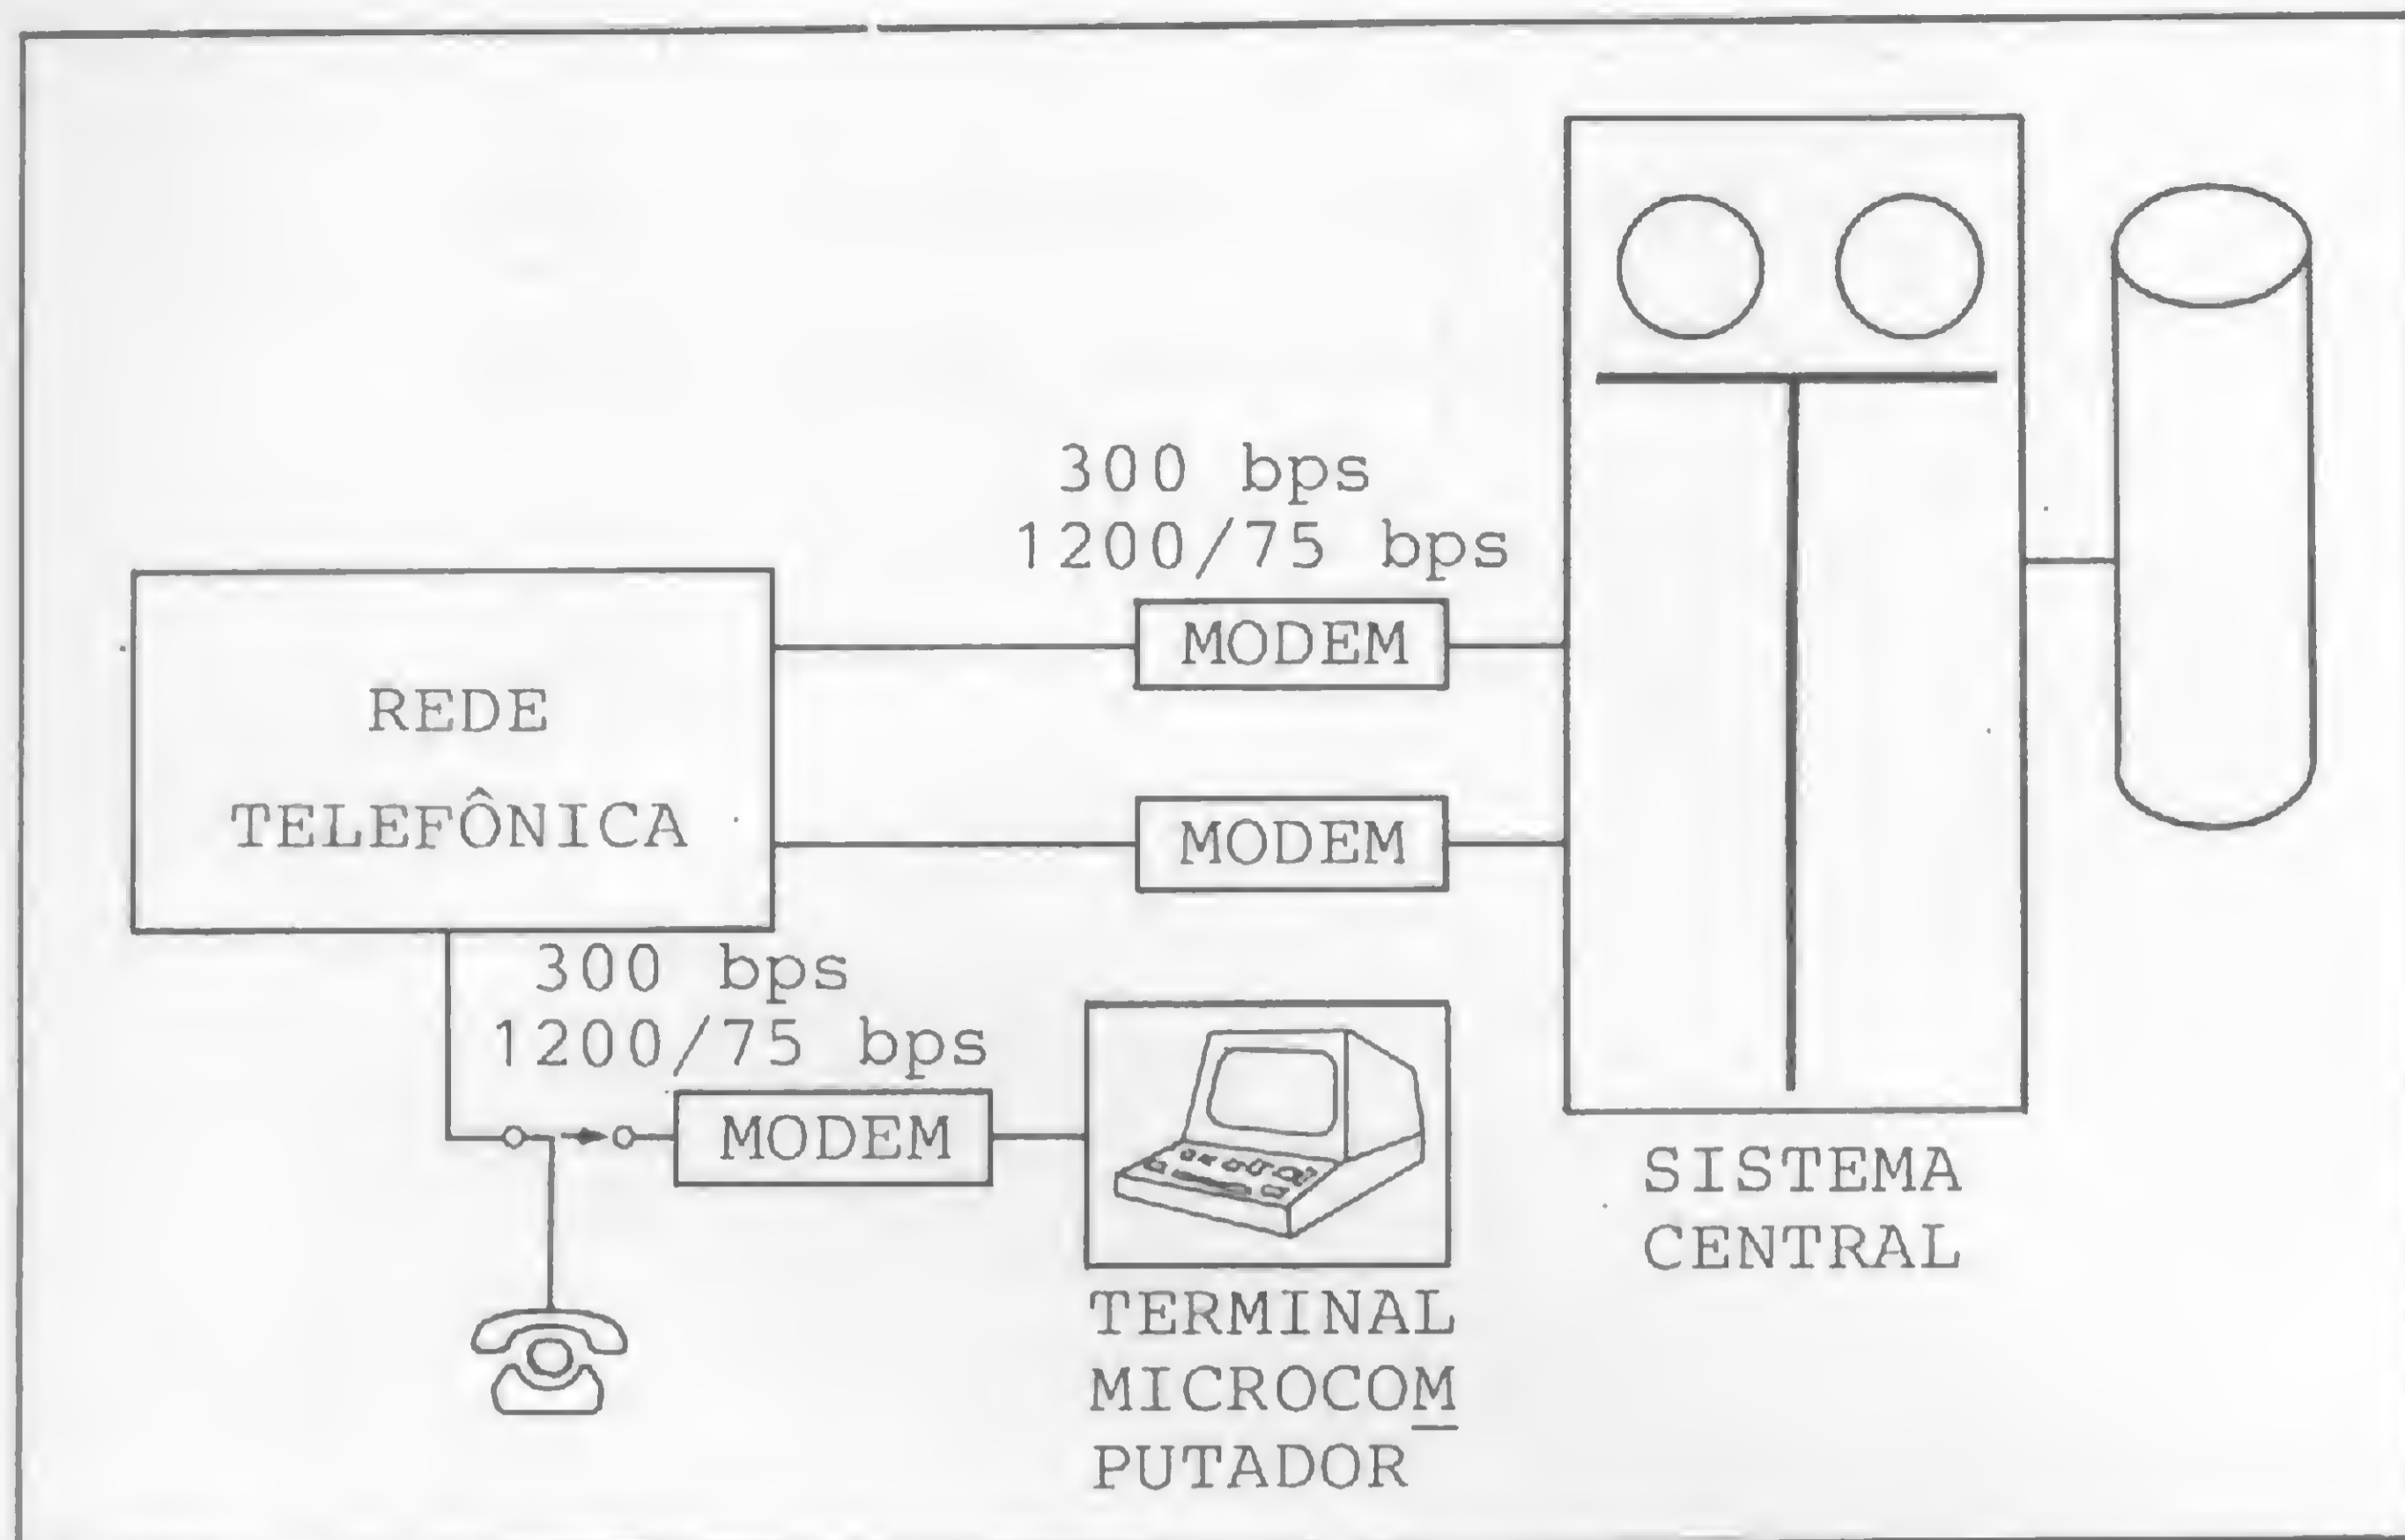 300 bps
1200/75 bps
MODEM
REDE
TELEFÔNICA
MODEM
300 bps
1200/75 bps
MODEM
SISTEMA
CENTRAL
TERMINAL
MICROCOM
PUTADOR